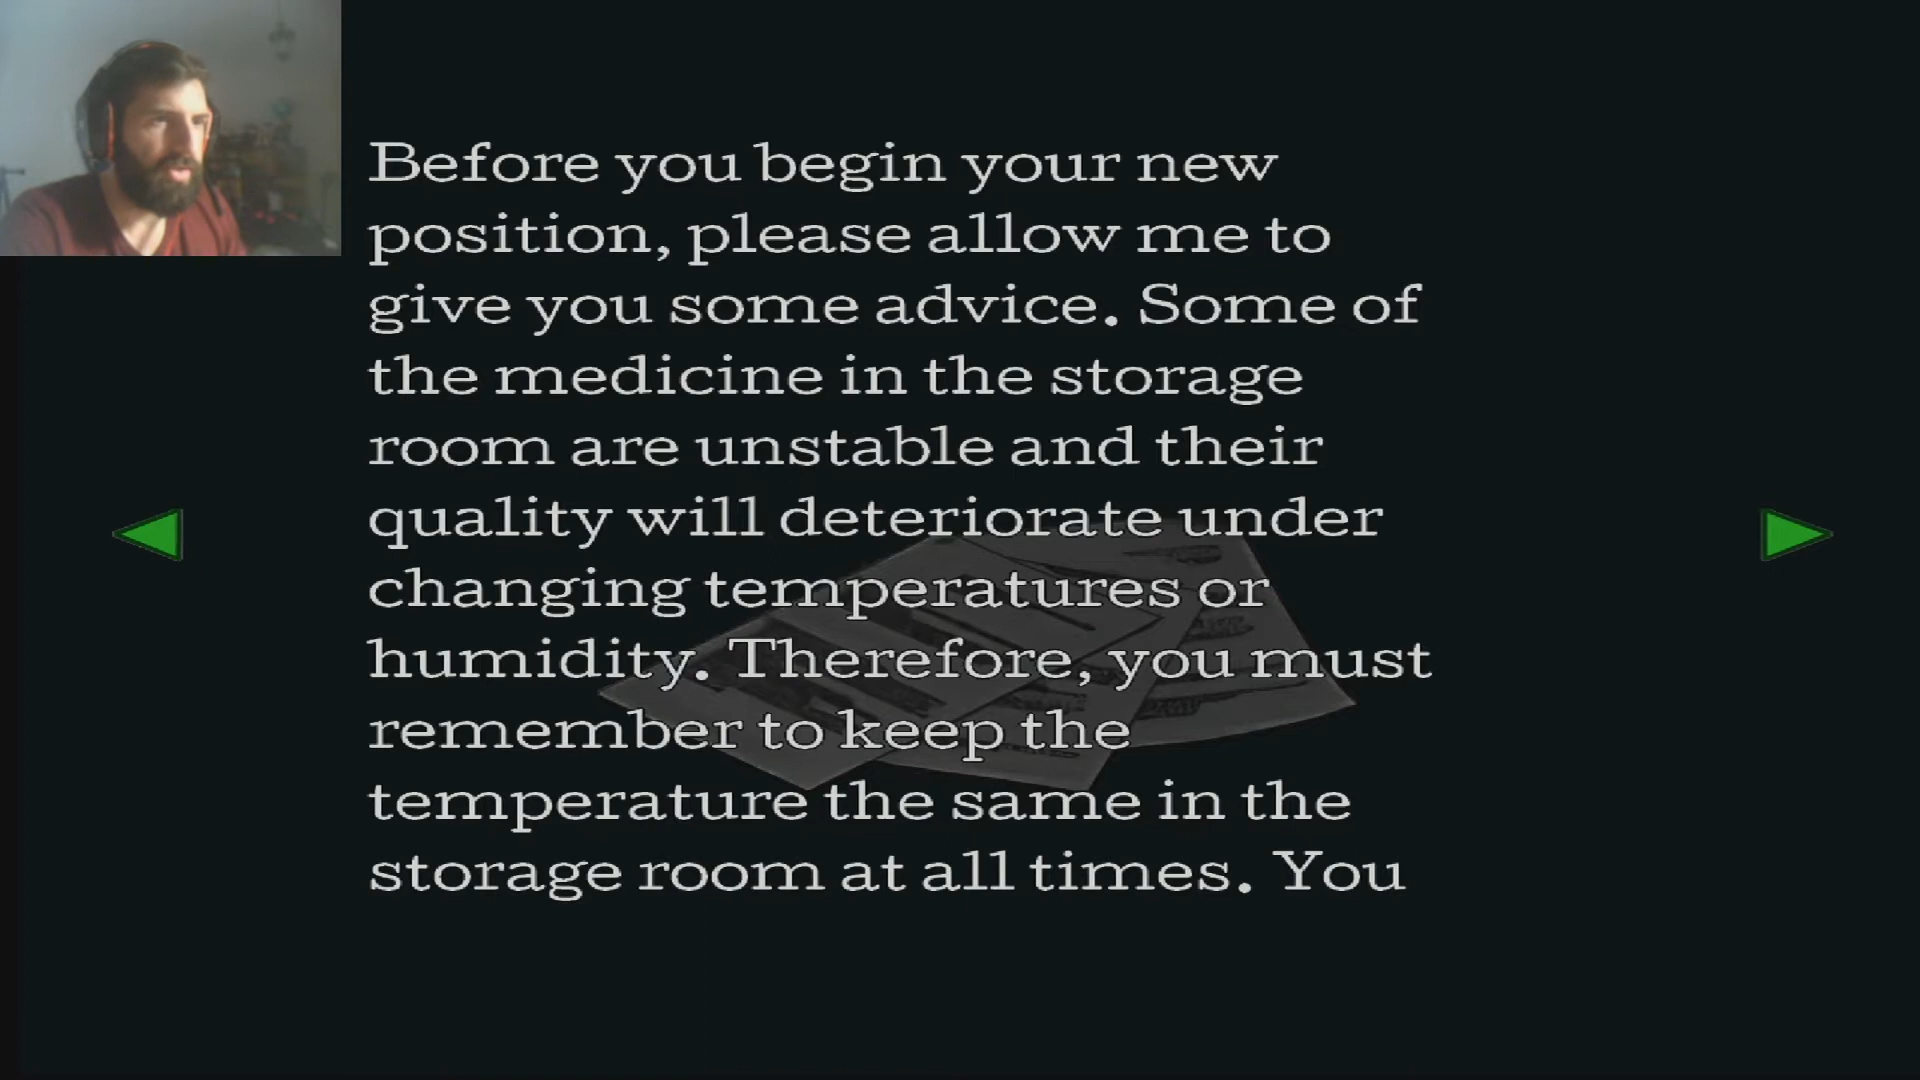 Before you begin your new
position, please allow me to
give you some advice. Some of
the medicine in the storage
room are unstable and their
quality will deteriorate under
changing temperatures or
humidity. Therefore, you must
remember to keep the
temperature the same in the
storage room at all times. You